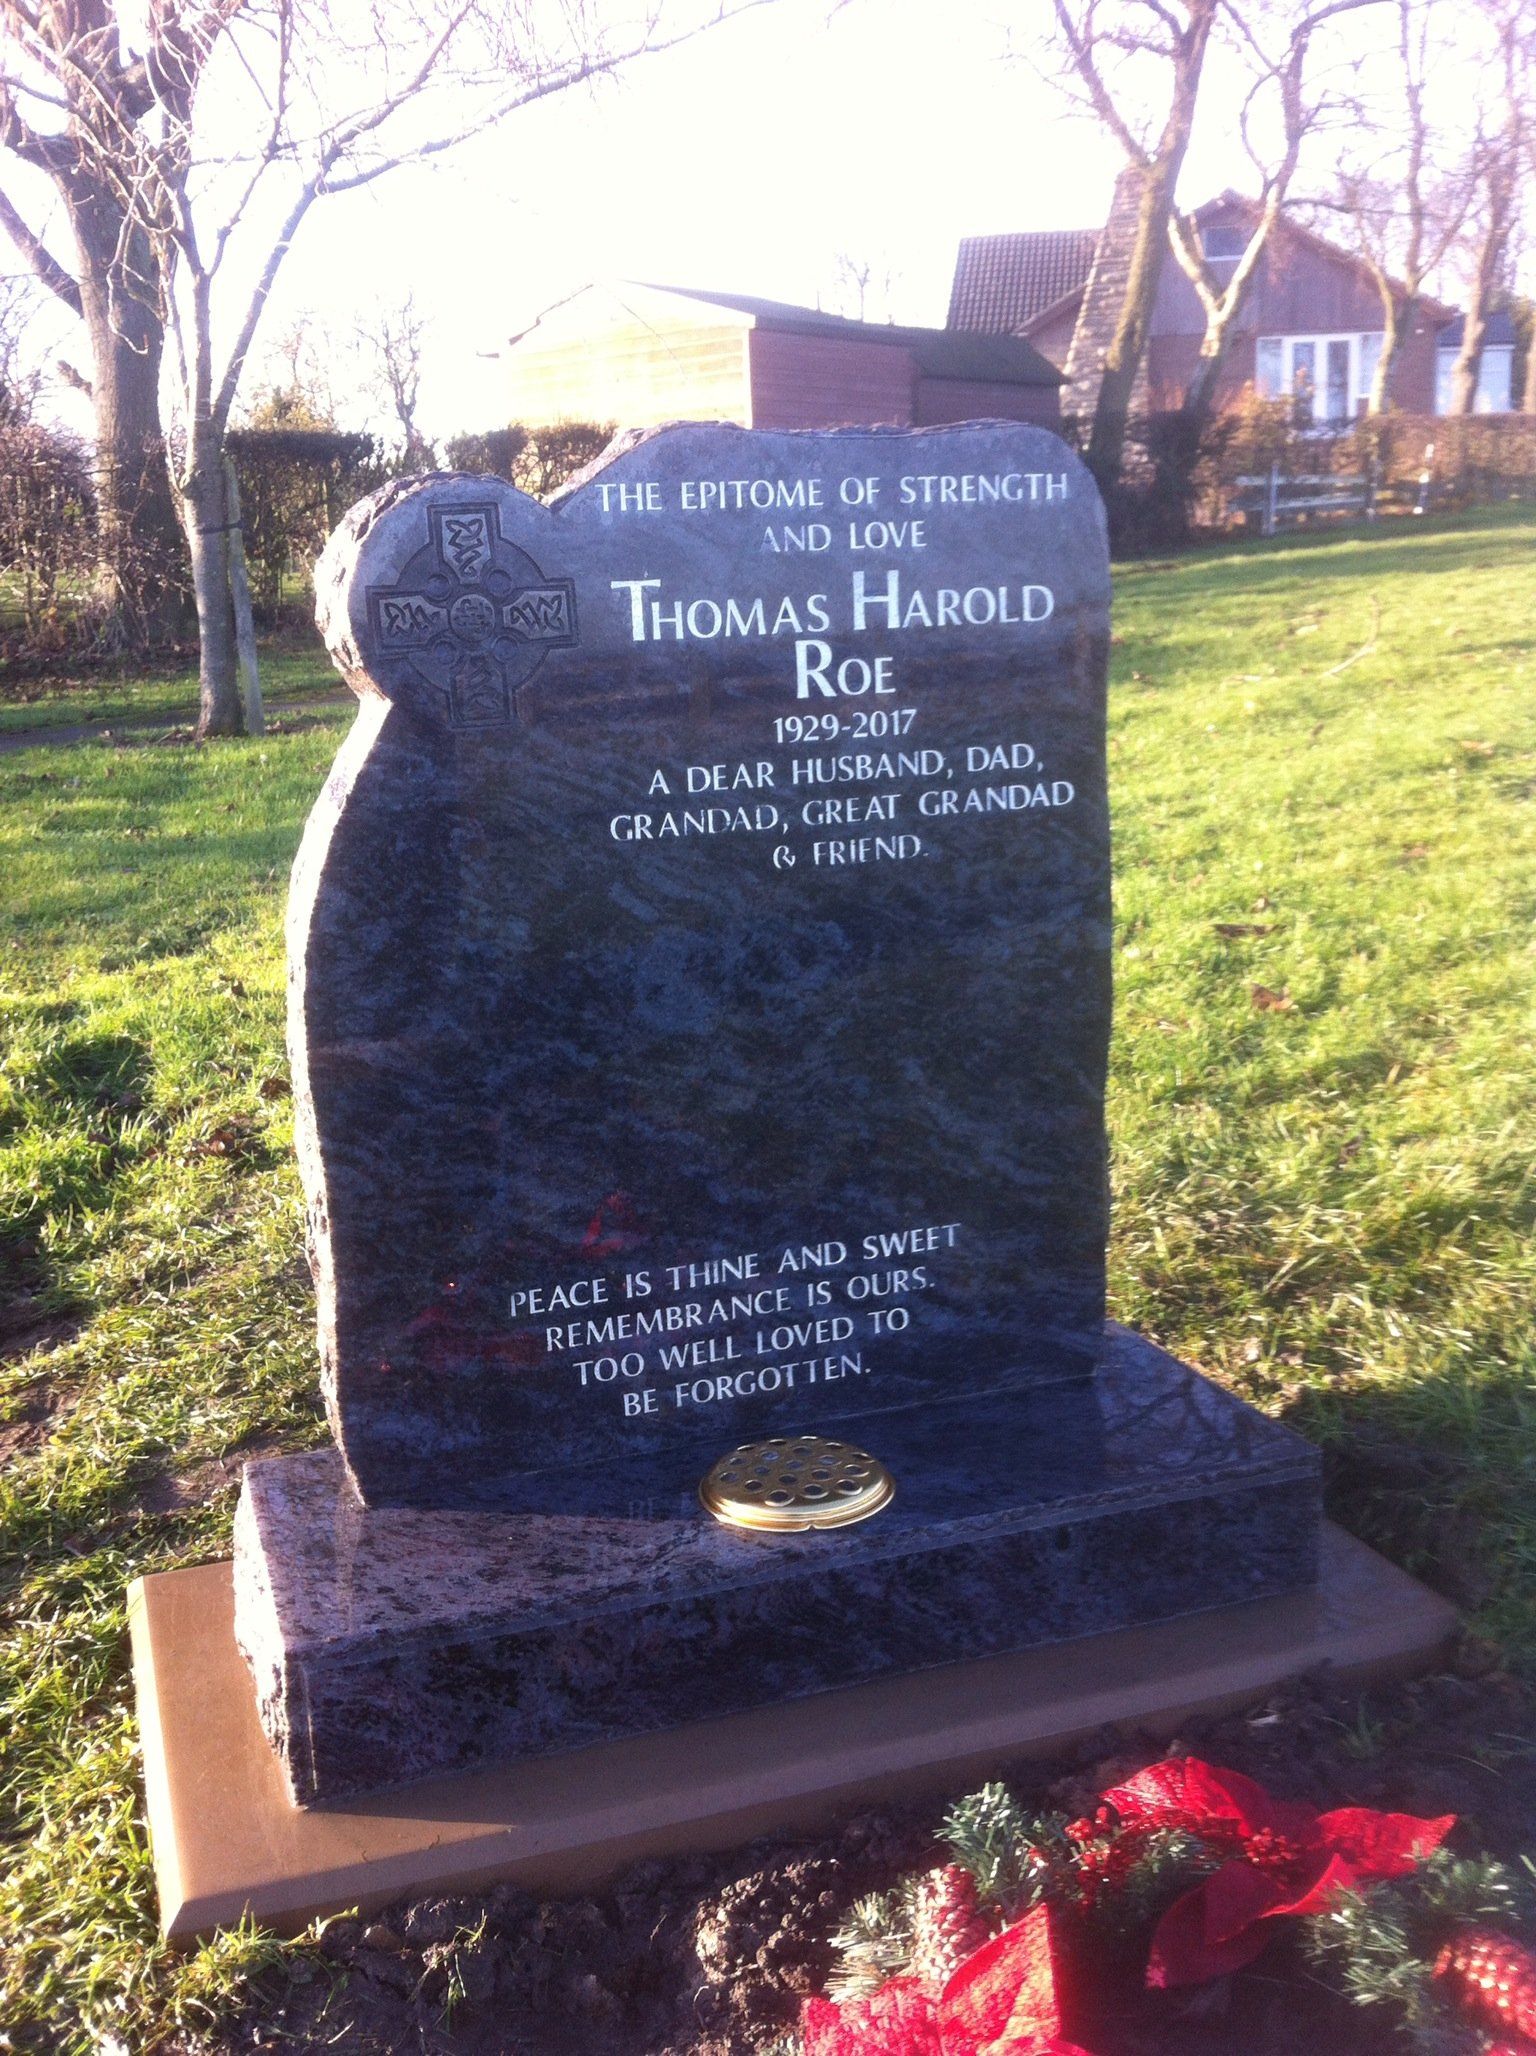 THE EPITOME OF STRENGTH
AND LOVE
THOMAS HAROLD
ROE
1929-2017
A DEAR HUSBAND, DAD,
GRANDAD, GREAT GRANDAD
& FRIEND.
PEACE IS THINE AND SWEET
REMEMBRANCE IS OURS.
TOO WELL LOVED TO
BE FORGOTTEN.